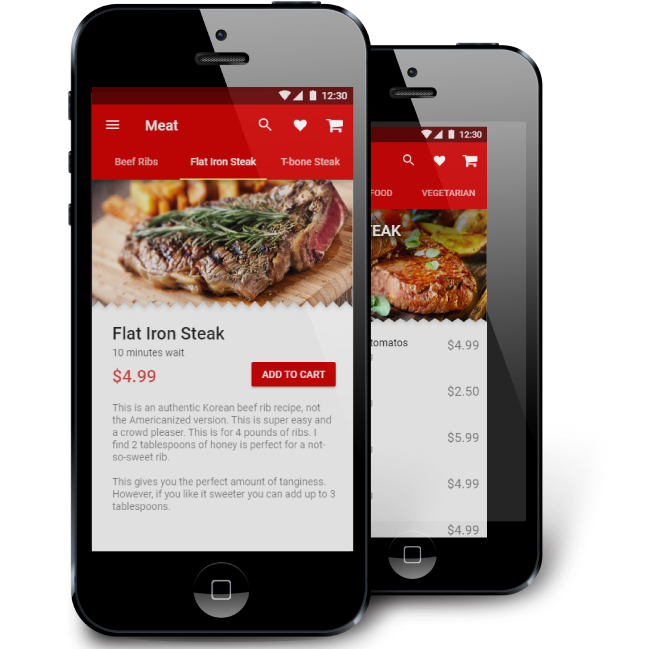 12:30
Meat
Beef Ribs Flat Iron Steak T-bone Steak
Flat Iron Steak
10 minutes wait
$4.99
ADD TO CART
This is an authentic Korean beef rib recipe, not
the Americanized version. This is super easy and
a crowd pleaser. This is for 4 pounds of ribs. I
find 2 tablespoons of honey is perfect for a not-
so-sweet rib.
This gives you the perfect amount of tanginess.
However, if you like it sweeter you can add up to 3
tablespoons.
12:30
FOOD VEGETARIAN
TEAK
tomatos $4.99
$2.50
$5.99
$4.99
$4.99